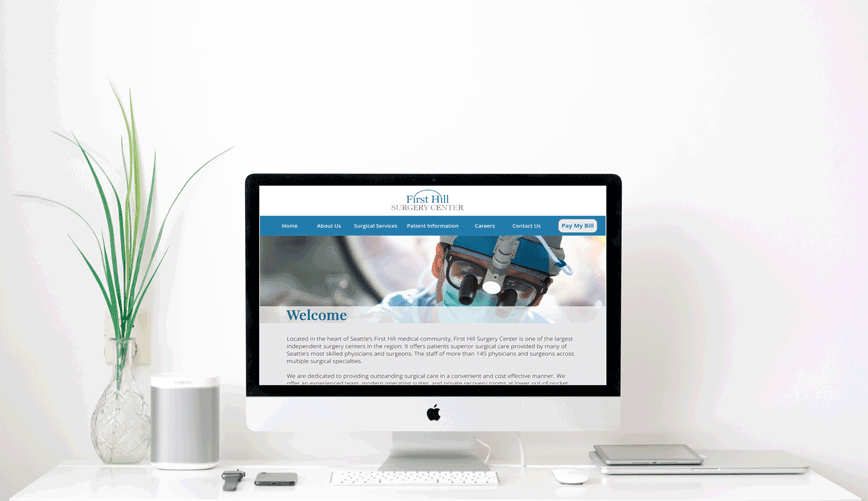 First Hill
SURGERY CENTER
Home About Us Surgical Services Patient Information Careers Contact Us Pay My Bill
Welcome
Located in the heart of Seattle's First Hill medical community, First Hill Surgery Center is one of the largest
independent surgery centers in the region. It offers patients superior surgical care provided by many of
Seattle's most skilled physicians and surgeons. The staff of more than 145 physicians and surgeons across
multiple surgical specialties.
We are dedicated to providing outstanding surgical care in a convenient and cost effective manner. We
offer an experienced team, modern operating suites, and private recovery rooms at lower out-of-pocket
SONOS